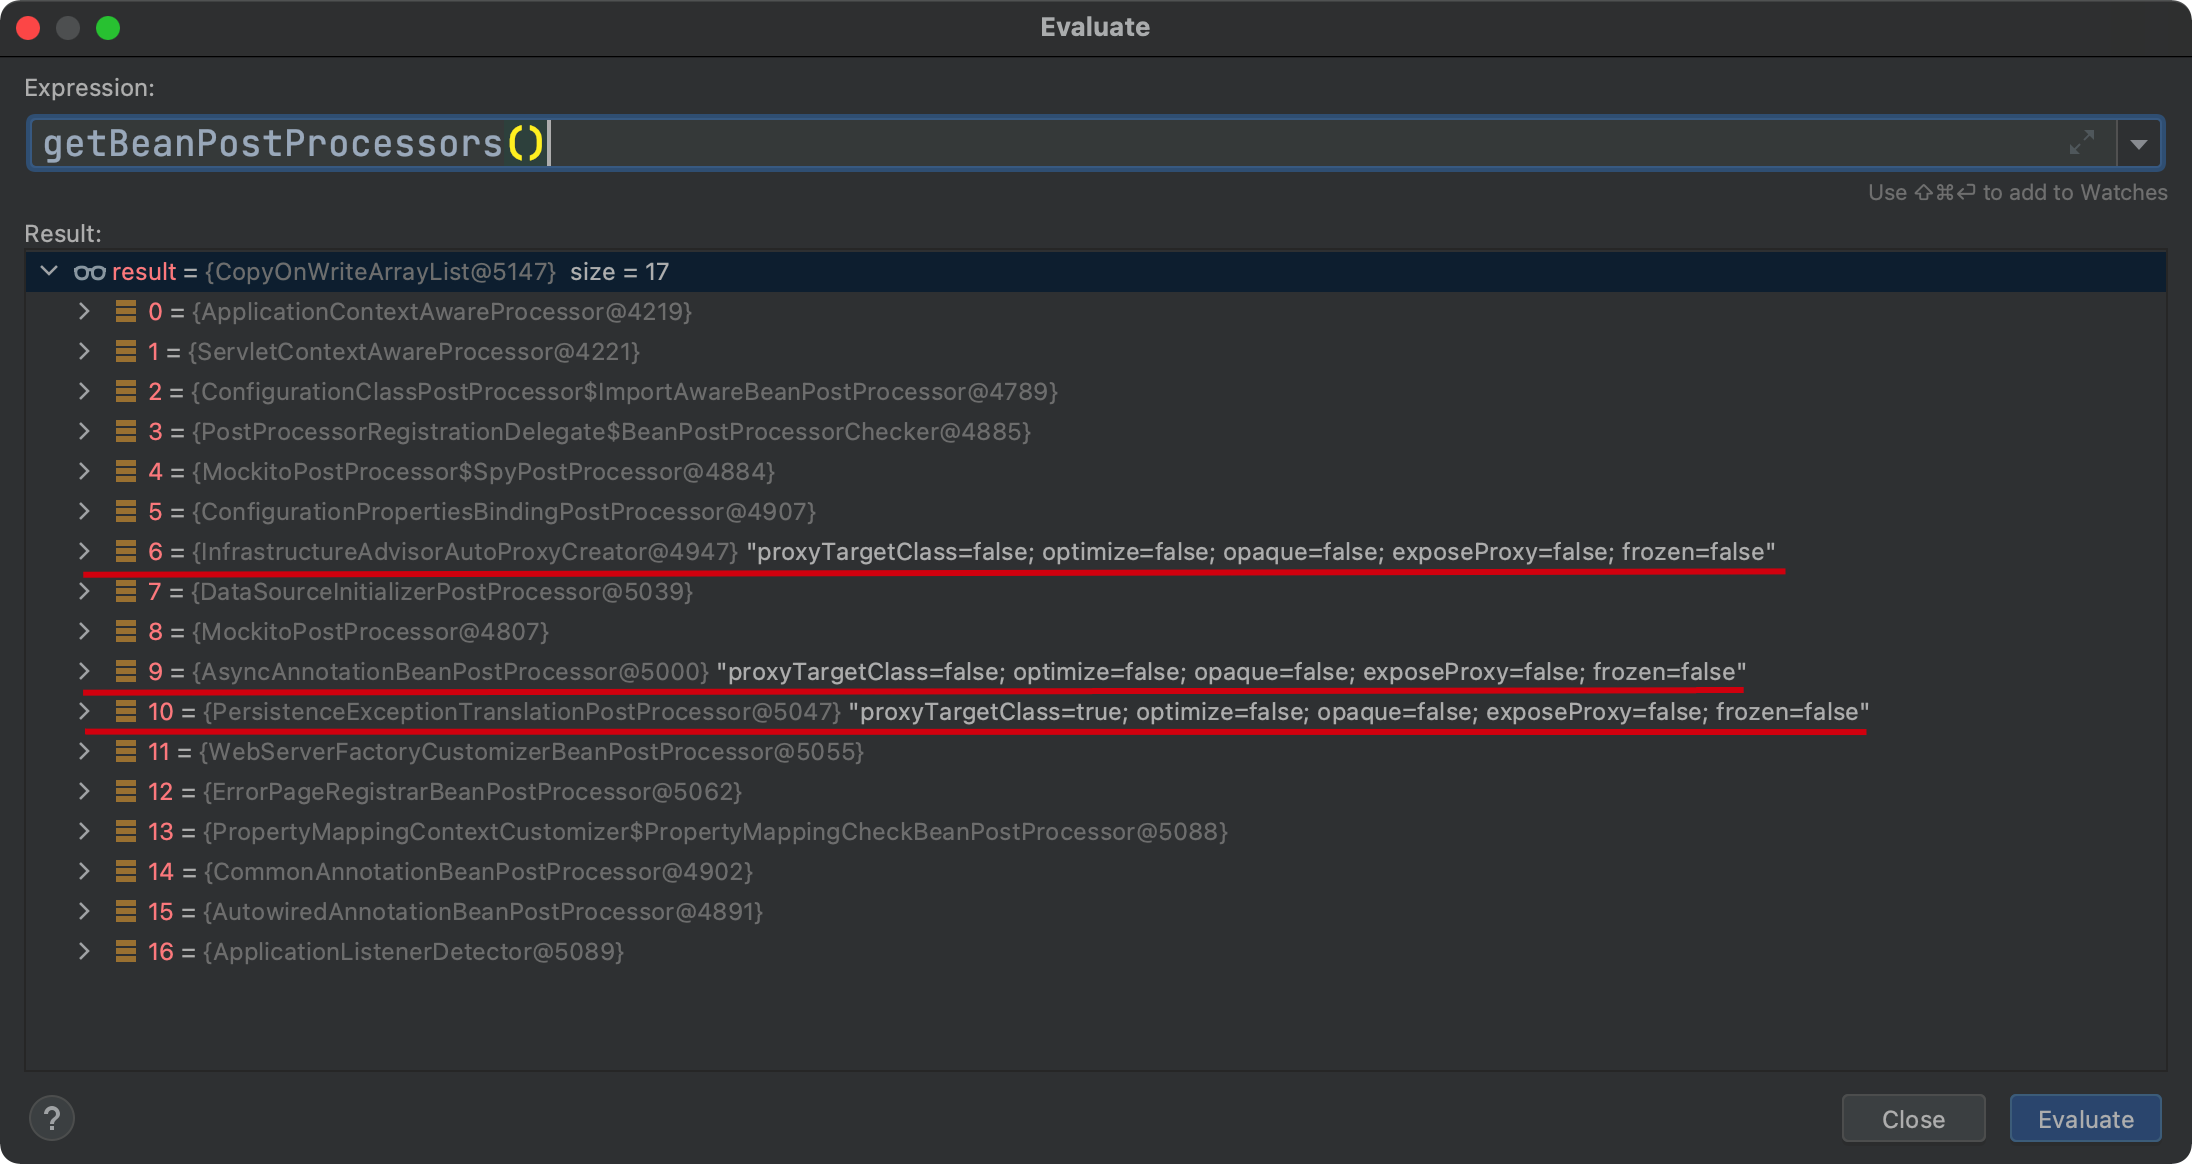 Evaluate
Expression:
getBeanPostProcessors()
Use ⇧⌘⏎ to add to Watches
Result:
result = {CopyOnWriteArrayList@5147} size = 17
0 = {ApplicationContextAwareProcessor@4219}
1 = {ServletContextAwareProcessor@4221}
2 = {ConfigurationClassPostProcessor$ImportAwareBeanPostProcessor@4789}
3 = {PostProcessorRegistrationDelegate$BeanPostProcessorChecker@4885}
4 = {MockitoPostProcessor$SpyPostProcessor@4884}
5 = {ConfigurationPropertiesBindingPostProcessor@4907}
6 = {InfrastructureAdvisorAutoProxyCreator@4947} "proxyTargetClass=false; optimize=false; opaque=false; exposeProxy=false; frozen=false"
7 = {DataSourceInitializerPostProcessor@5039}
8 = {MockitoPostProcessor@4807}
9 = {AsyncAnnotationBeanPostProcessor@5000} "proxyTargetClass=false; optimize=false; opaque=false; exposeProxy=false; frozen=false"
10 = {PersistenceExceptionTranslationPostProcessor@5047} "proxyTargetClass=true; optimize=false; opaque=false; exposeProxy=false; frozen=false"
11 = {WebServerFactoryCustomizerBeanPostProcessor@5055}
12 = {ErrorPageRegistrarBeanPostProcessor@5062}
13 = {PropertyMappingContextCustomizer$PropertyMappingCheckBeanPostProcessor@5088}
14 = {CommonAnnotationBeanPostProcessor@4902}
15 = {AutowiredAnnotationBeanPostProcessor@4891}
16 = {ApplicationListenerDetector@5089}
?
Close
Evaluate